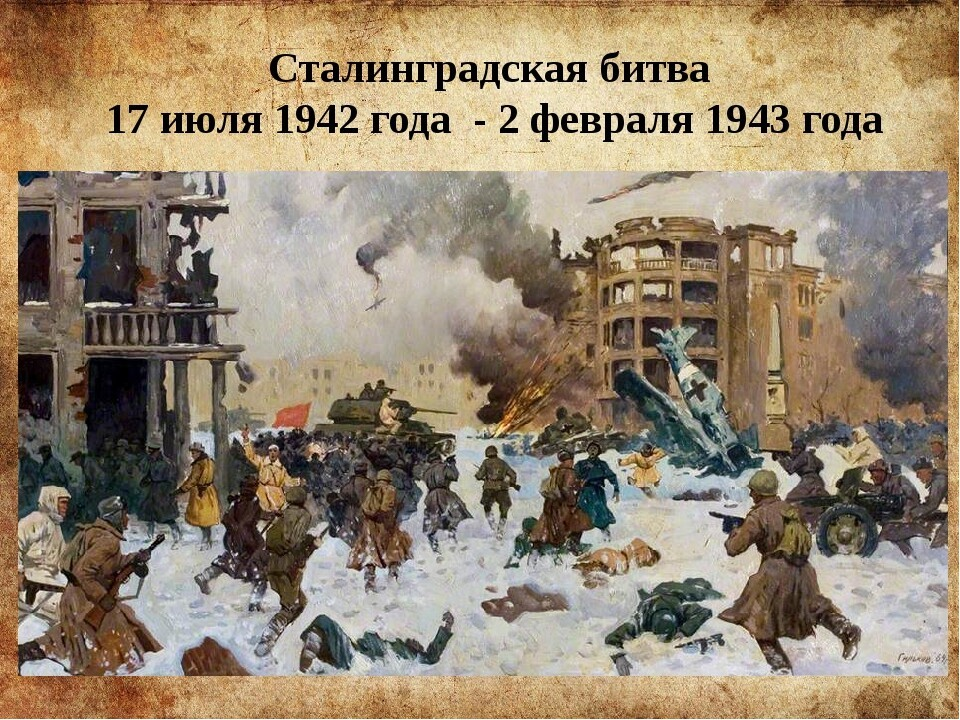 Сталинградская битва
17 июля 1942 года - 2 февраля 1943 года